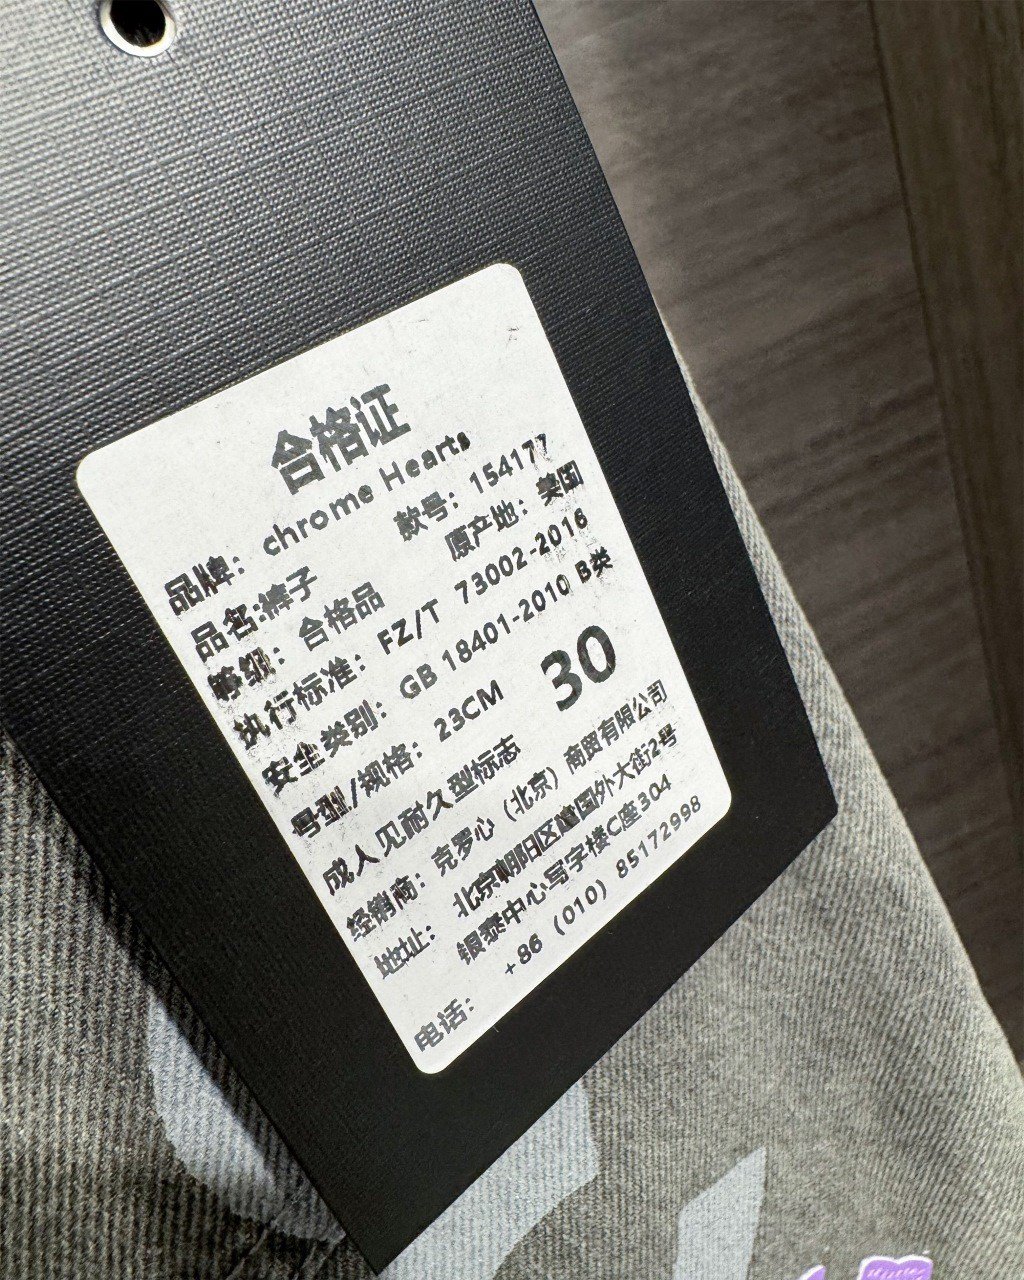 合格证
品牌：chrome Hearts
品名:裤子 款号：154177
等级：合格品 原产地：美国
执行标准：FZ/T 73002-2016
安全类别：GB 18401-2010 B类
号型/规格：23CM 30
成人见耐久型标志
经销商：克罗心（北京）商贸有限公司
地址：北京朝阳区建国外大街2号
银泰中心写字楼C座304
电话：+86（010）85172998